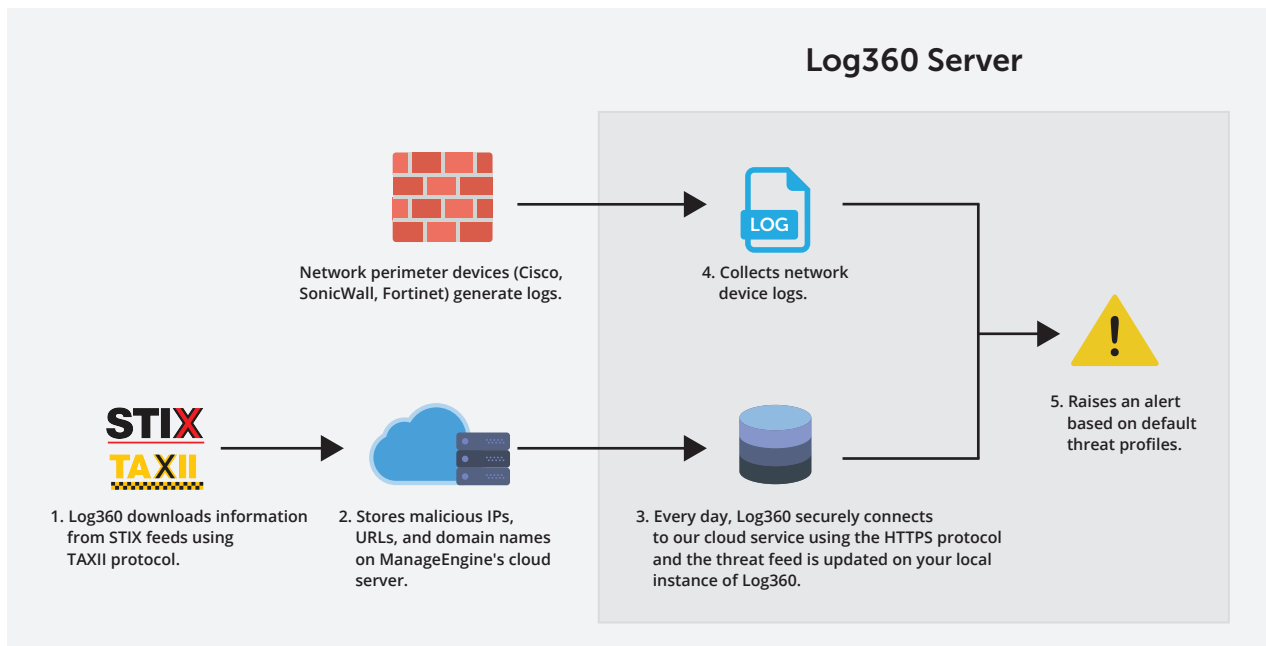 Log360 Server
LOG
Network perimeter devices (Cisco,
SonicWall, Fortinet) generate logs.
4. Collects network
device logs.
STIX
TAXII
1. Log360 downloads information
from STIX feeds using
TAXII protocol.
2. Stores malicious IPs,
URLs, and domain names
on ManageEngine's cloud
server.
3. Every day, Log360 securely connects
to our cloud service using the HTTPS protocol
and the threat feed is updated on your local
instance of Log360.
!
5. Raises an alert
based on default
threat profiles.